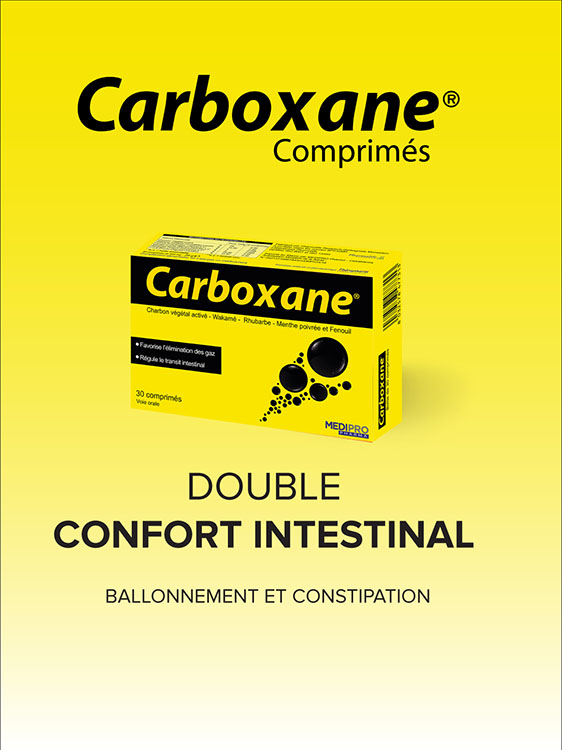 Carboxane®
Comprimés
Carboxane®
Charbon végétal activé - Wakamé - Rhubarbe - Menthe poivrée et Fenouil
• Favorise l'élimination des gaz
• Régule le transit intestinal
30 comprimés
Voie orale
MEDIPRO
PHARMA
Carboxane®
DOUBLE
CONFORT INTESTINAL
BALLONNEMENT ET CONSTIPATION